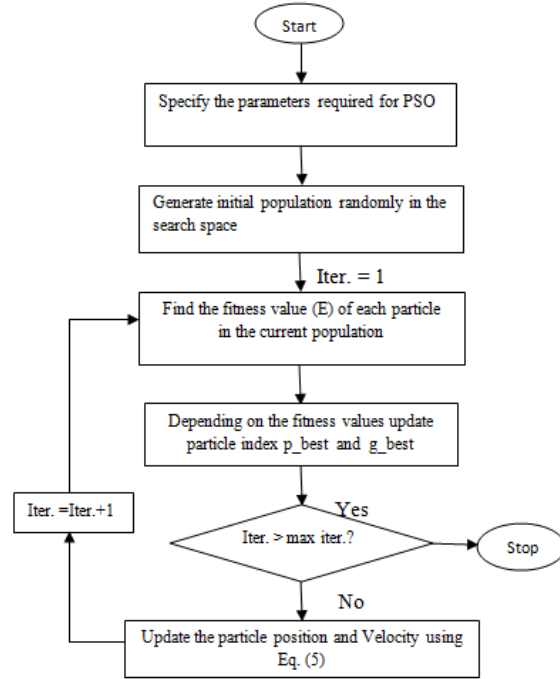 Start
Specify the parameters required for PSO
Generate initial population randomly in the
search space
Iter. = 1
Find the fitness value (E) of each particle
in the current population
Depending on the fitness values update
particle index p_best and g_best
Iter. =Iter.+1
Yes
Iter. > max iter.?
Stop
No
Update the particle position and Velocity using
Eq. (5)